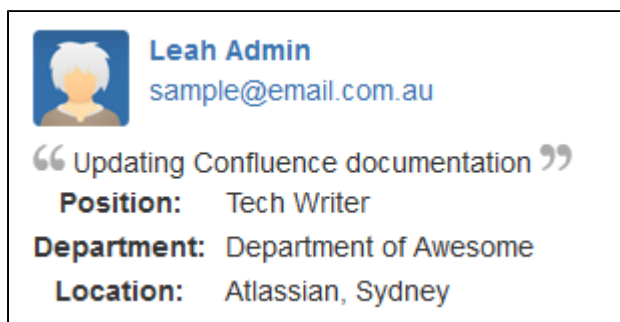 Leah Admin
sample@email.com.au
“ Updating Confluence documentation ”
Position: Tech Writer
Department: Department of Awesome
Location: Atlassian, Sydney